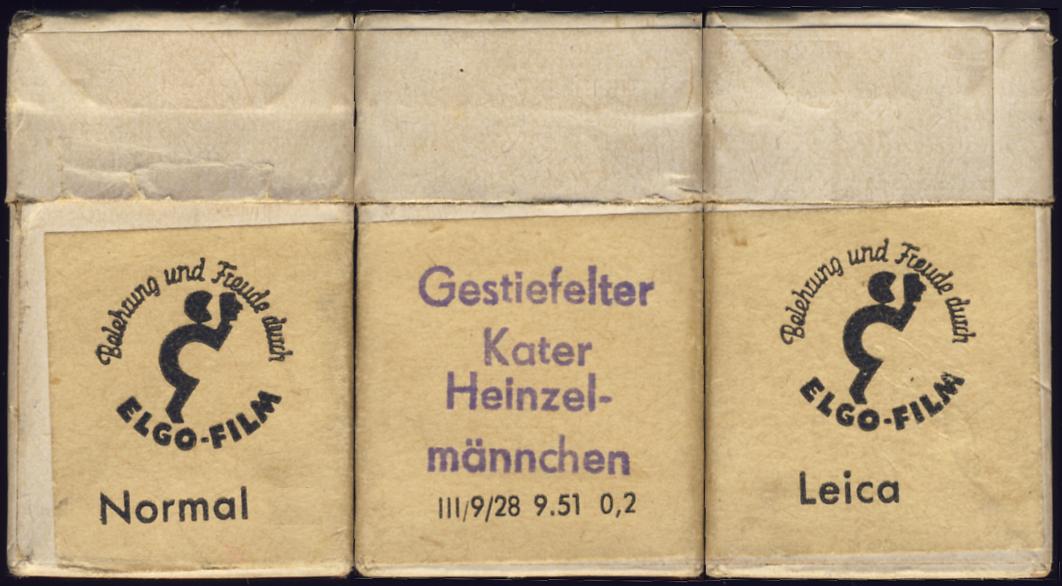 Belehrung und Freude durch
ELGO-FILM
Normal
Gestiefelter
Kater
Heinzel-
männchen
III/9/28 9.51 0,2
Belehrung und Freude durch
ELGO-FILM
Leica